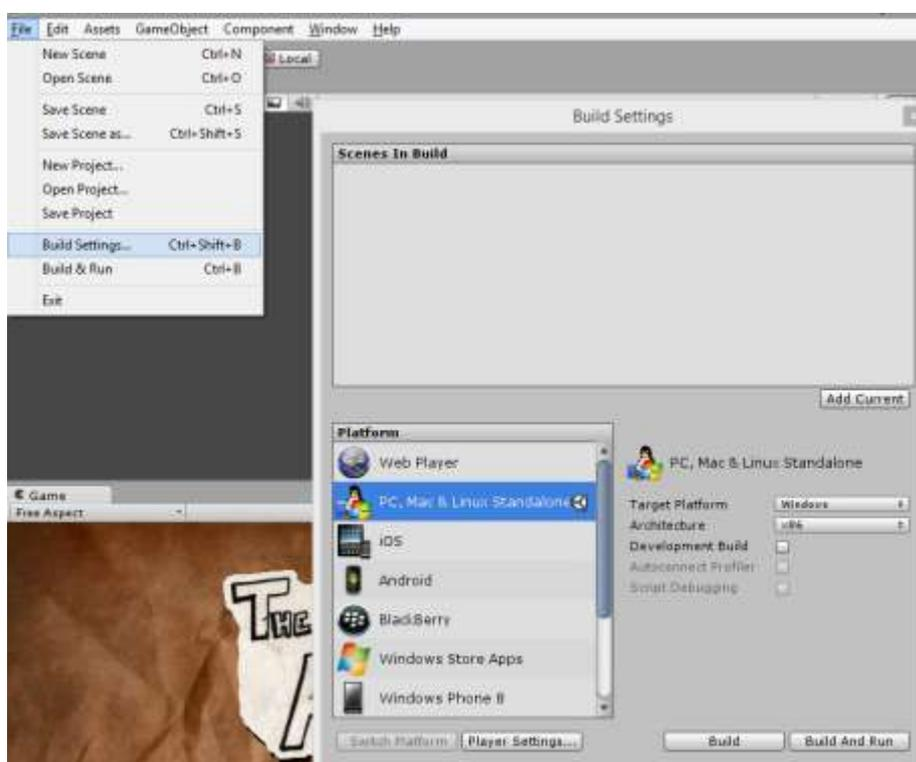 File Edit Assets GameObject Component Window Help
New Scene Ctrl+N
Open Scene Ctrl+O
Local
Save Scene Ctrl+S
Save Scene as... Ctrl+Shift+S
New Project...
Open Project...
Save Project
Build Settings... Ctrl+Shift+B
Build & Run Ctrl+B
Exit
Build Settings
Scenes In Build
Add Current
Platform
Web Player
PC, Mac & Linux Standalone
iOS
Android
BlackBerry
Windows Store Apps
Windows Phone 8
PC, Mac & Linux Standalone
Target Platform Windows
Architecture x86
Development Build
Autoconnect Profiler
Script Debugging
Switch Platform Player Settings... Build Build And Run
Game
Free Aspect
THE
A